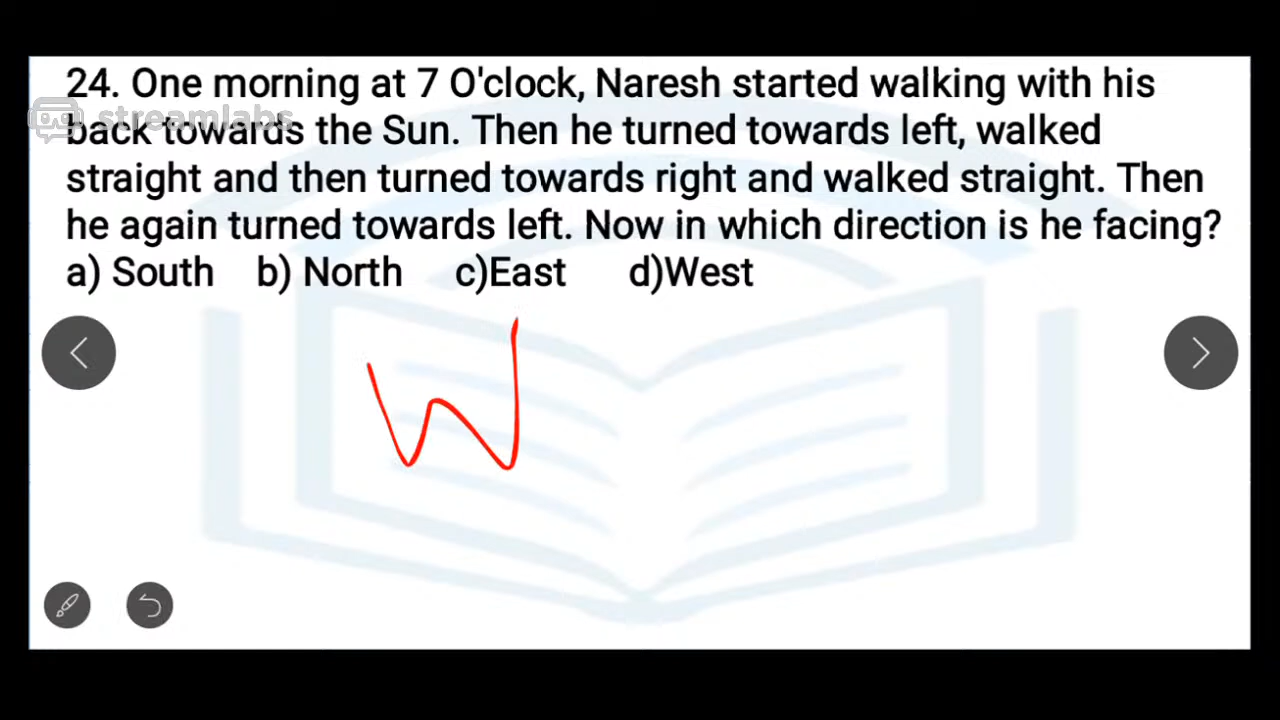 24. One morning at 7 O'clock, Naresh started walking with his
streamlabs
back towards the Sun. Then he turned towards left, walked
straight and then turned towards right and walked straight. Then
he again turned towards left. Now in which direction is he facing?
a) South b) North c)East d)West
W